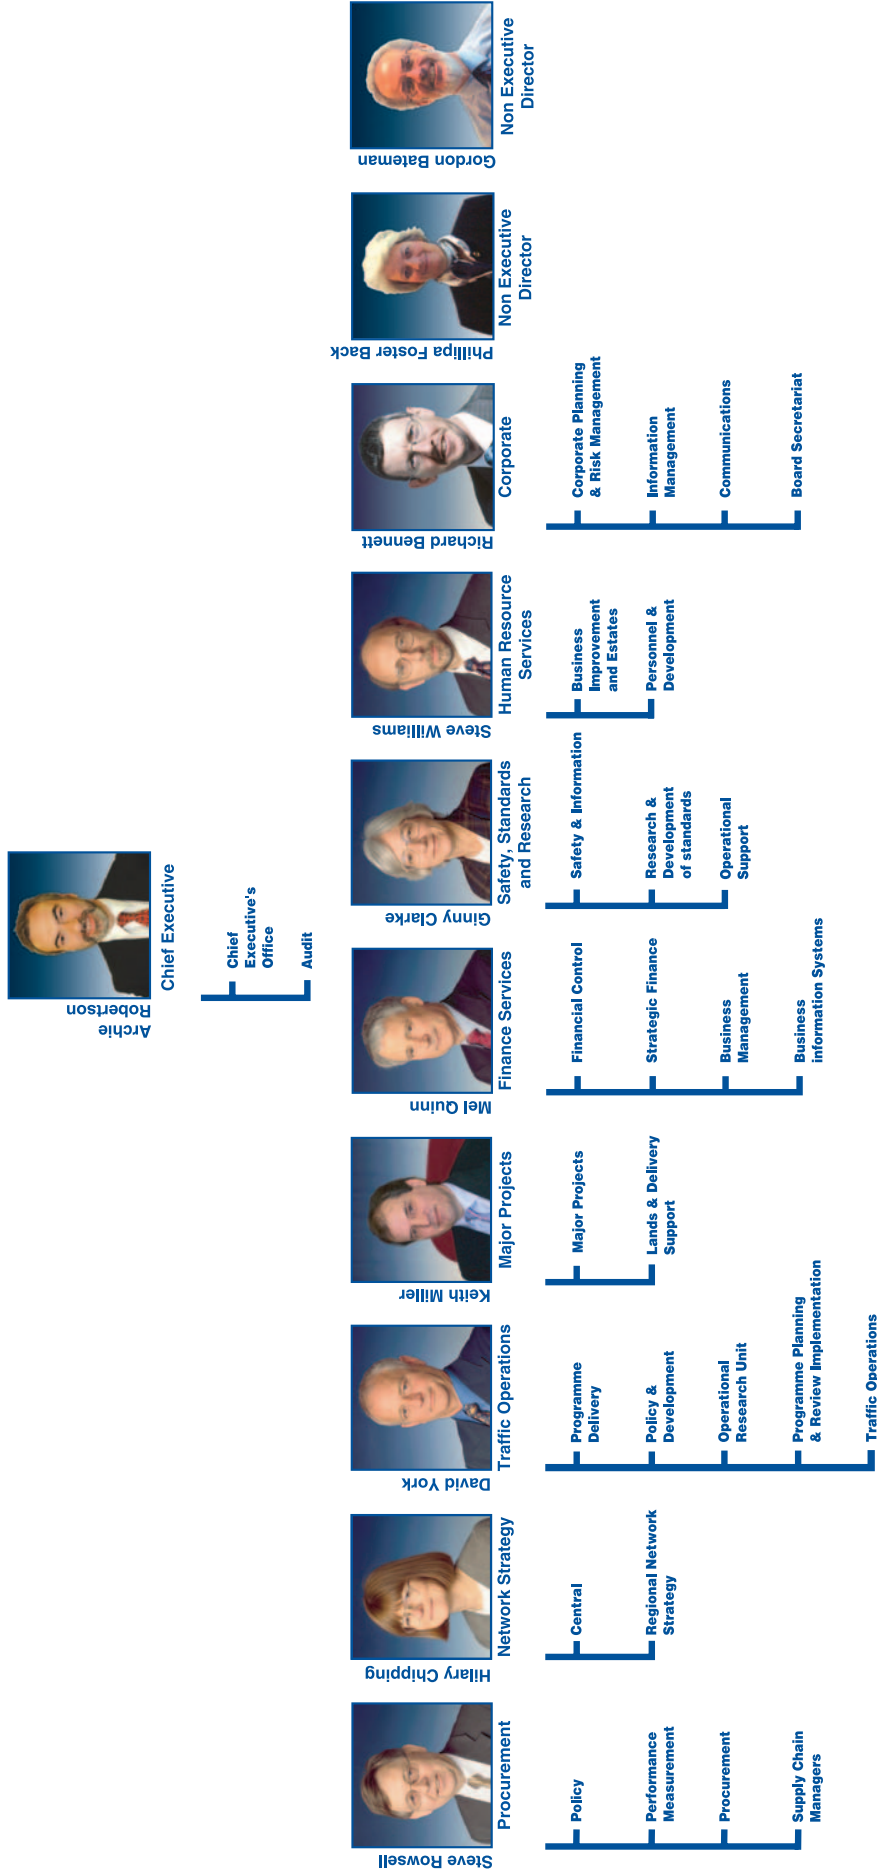 Archie
Robertson
Chief Executive
Chief
Executive's
Office
Audit
Steve Rowsell
Procurement
Policy
Performance
Measurement
Procurement
Supply Chain
Managers
Hilary Chipping
Network Strategy
Central
Regional Network
Strategy
David York
Traffic Operations
Programme
Delivery
Policy &
Development
Operational
Research Unit
Programme Planning
& Review Implementation
Traffic Operations
Keith Miller
Major Projects
Major Projects
Lands & Delivery
Support
Mel Quinn
Finance Services
Financial Control
Strategic Finance
Business
Management
Business
information Systems
Ginny Clarke
Safety, Standards
and Research
Safety & Information
Research &
Development
of standards
Operational
Support
Steve Williams
Human Resource
Services
Business
Improvement
and Estates
Personnel &
Development
Richard Bennett
Corporate
Corporate Planning
& Risk Management
Information
Management
Communications
Board Secretariat
Phillipa Foster Back
Non Executive
Director
Gordon Bateman
Non Executive
Director